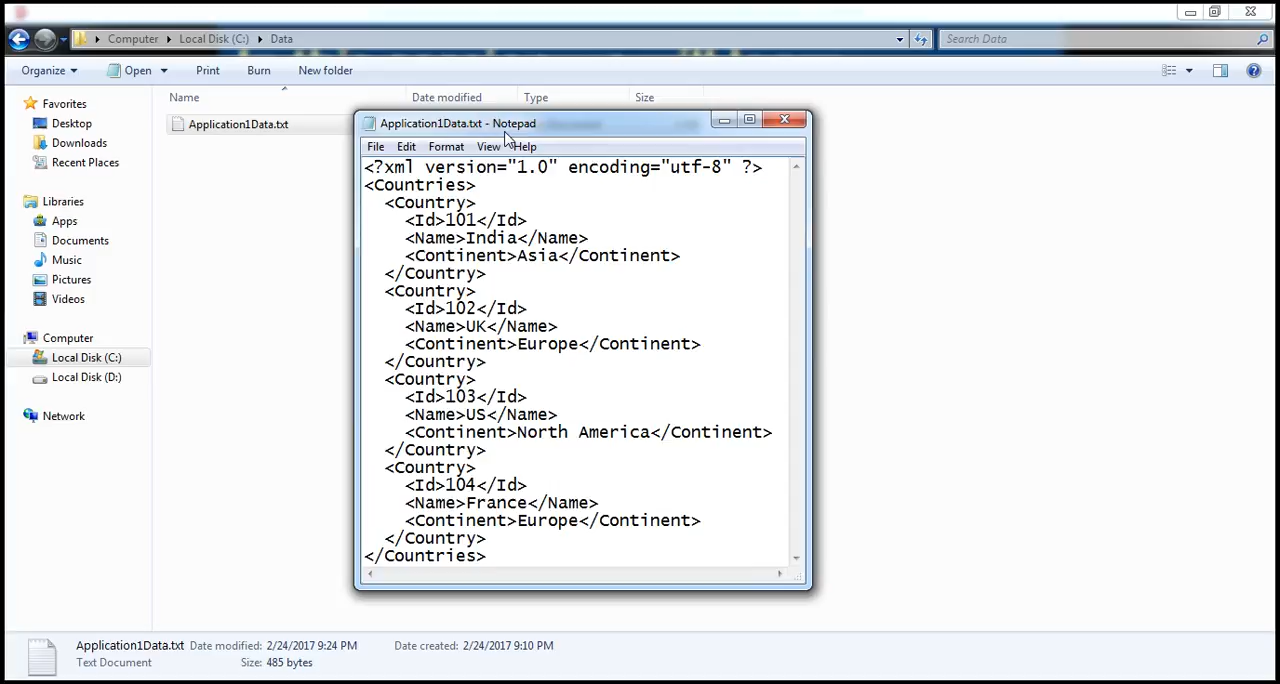 Computer Local Disk (C:) Data
Search Data
Organize Open Print Burn New folder
Name Date modified Type Size
Favorites
Desktop
Downloads
Recent Places
Libraries
Apps
Documents
Music
Pictures
Videos
Computer
Local Disk (C:)
Local Disk (D:)
Network
Application1Data.txt
Application1Data.txt - Notepad
File Edit Format View Help
<?xml version="1.0" encoding="utf-8" ?>
<Countries>
<Country>
<Id>101</Id>
<Name>India</Name>
<Continent>Asia</Continent>
</Country>
<Country>
<Id>102</Id>
<Name>UK</Name>
<Continent>Europe</Continent>
</Country>
<Country>
<Id>103</Id>
<Name>US</Name>
<Continent>North America</Continent>
</Country>
<Country>
<Id>104</Id>
<Name>France</Name>
<Continent>Europe</Continent>
</Country>
</Countries>
Application1Data.txt Date modified: 2/24/2017 9:24 PM Date created: 2/24/2017 9:10 PM
Text Document Size: 485 bytes